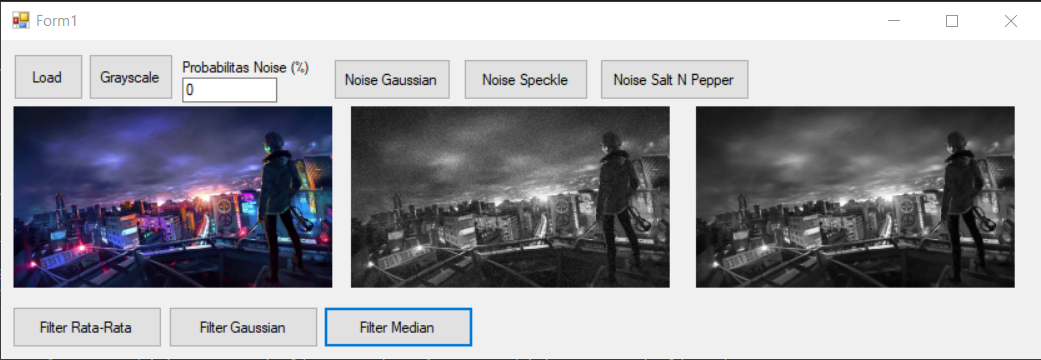 Form1
Load
Grayscale
Probabilitas Noise (%)
0
Noise Gaussian
Noise Speckle
Noise Salt N Pepper
Filter Rata-Rata
Filter Gaussian
Filter Median